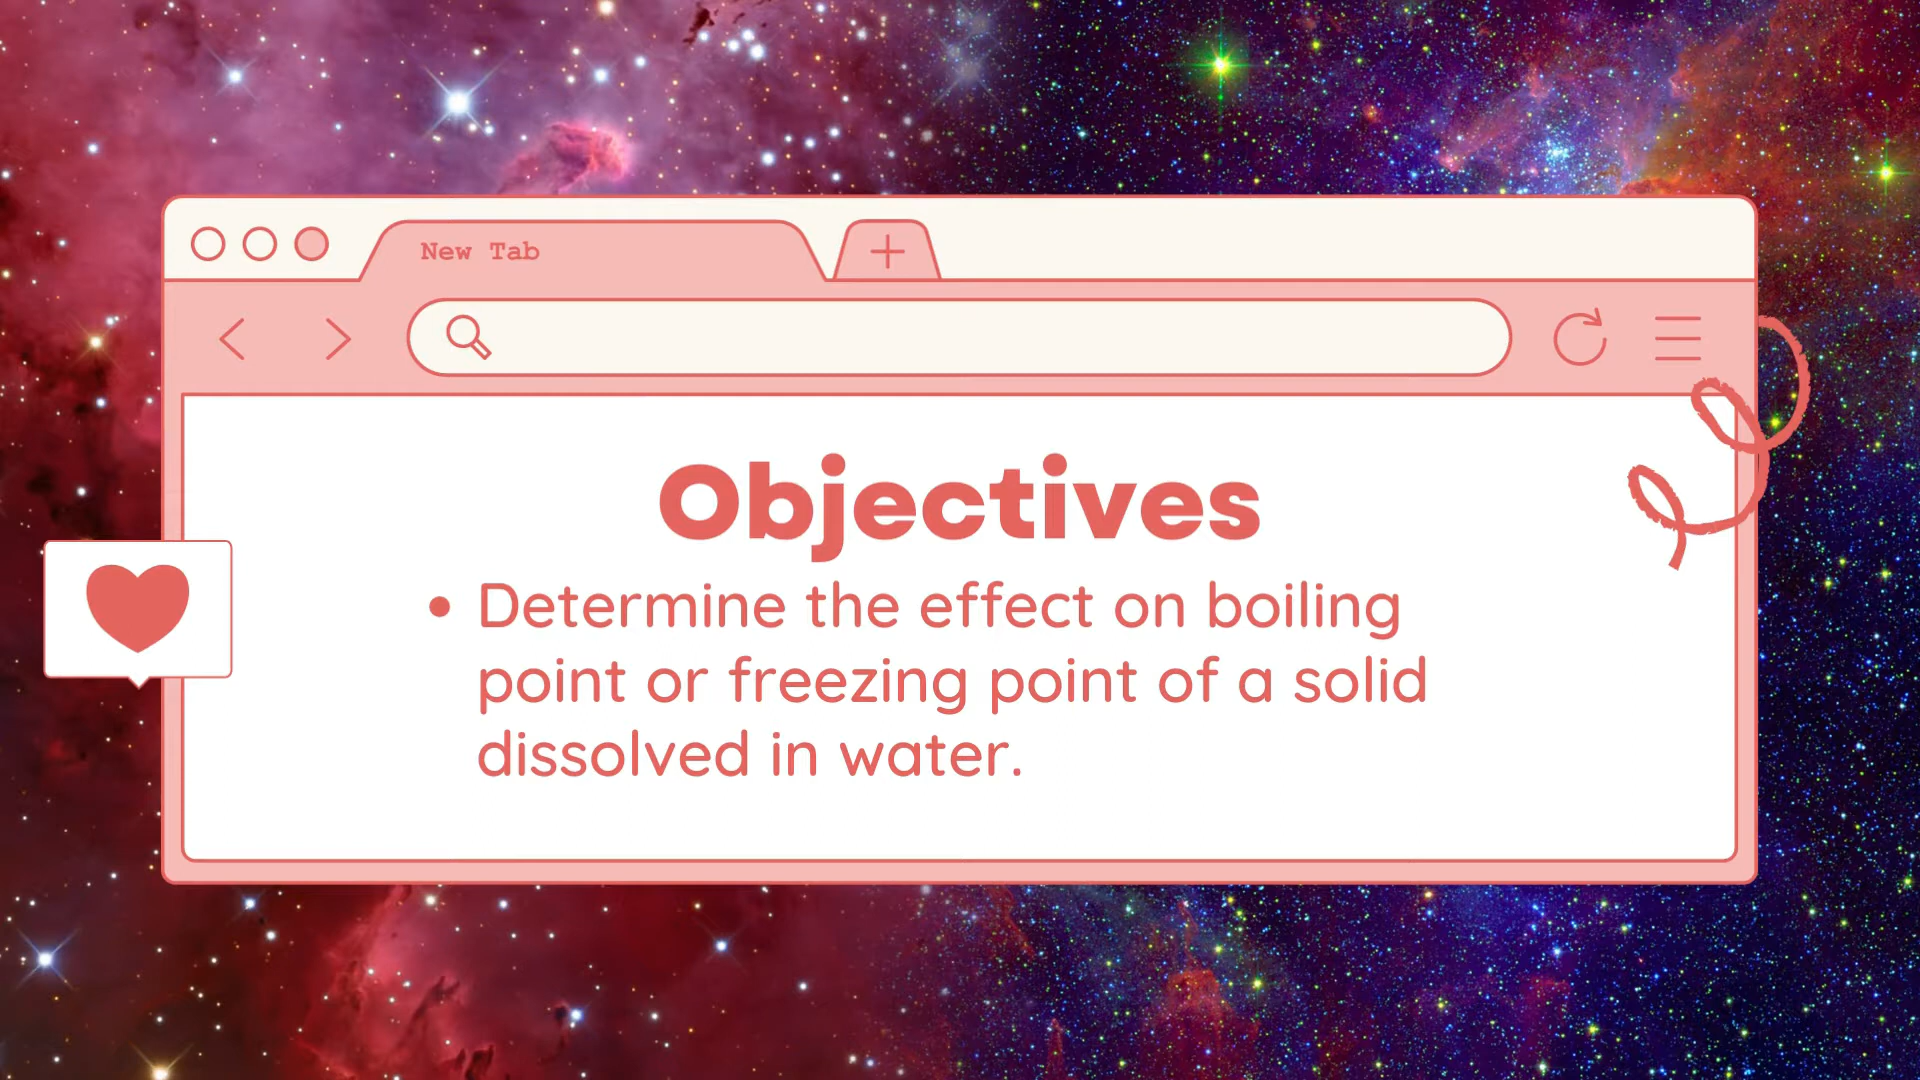 New Tab
Objectives
• Determine the effect on boiling
point or freezing point of a solid
dissolved in water.